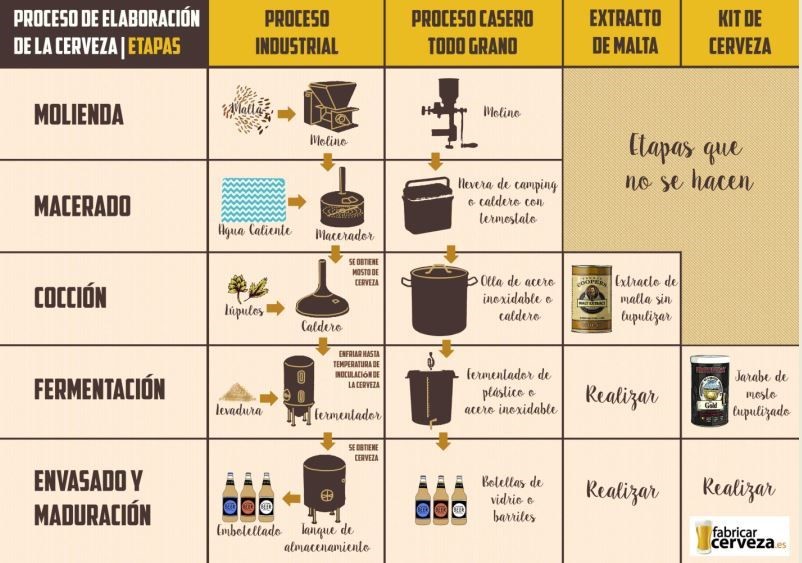 PROCESO DE ELABORACIÓN
DE LA CERVEZA | ETAPAS
PROCESO
INDUSTRIAL
PROCESO CASERO
TODO GRANO
EXTRACTO
DE MALTA
KIT DE
CERVEZA
MOLIENDA
Malta
Molino
Molino
Etapas que
no se hacen
MACERADO
Agua Caliente
Macerador
Nevera de camping
o caldero con
termostato
COCCIÓN
SE OBTIENE
MOSTO DE
CERVEZA
Lúpulos
Caldero
Olla de acero
inoxidable o
caldero
COOPERS
MALT EXTRACT
Extracto de
malta sin
lupulizar
FERMENTACIÓN
ENFRIAR HASTA
TEMPERATURA DE
INOCULACIÓN DE
LA CERVEZA
Levadura
Fermentador
Fermentador de
plástico o
acero inoxidable
Realizar
Gold
Jarabe de
mosto
lupulizado
ENVASADO Y
MADURACIÓN
SE OBTIENE
CERVEZA
BEER
BEER
BEER
Embotellado
Tanque de
almacenamiento
BEER
BEER
BEER
Botellas de
vidrio o
barriles
Realizar
Realizar
fabricar
cerveza.es